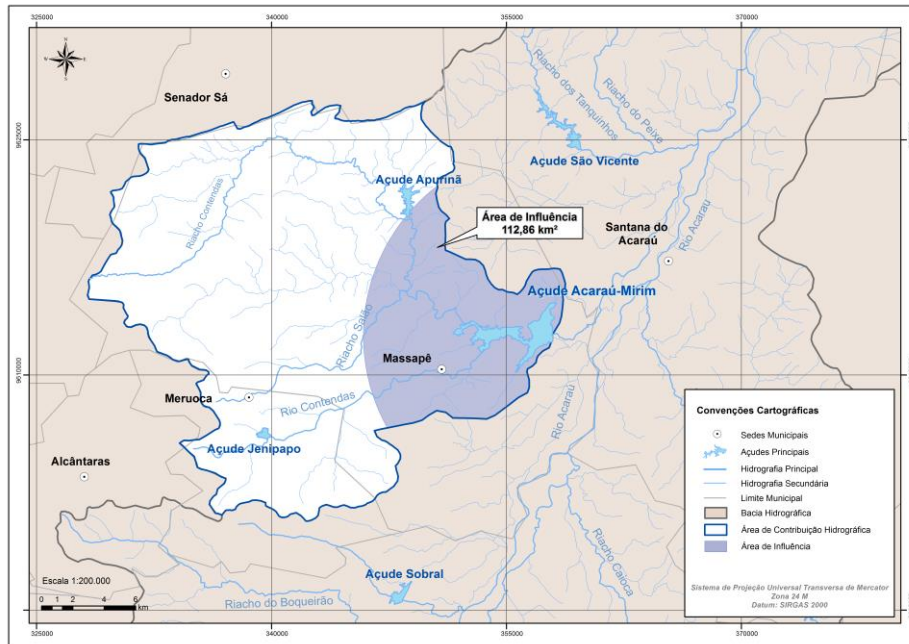 325000
340000
355000
370000
N
S
Senador Sá
Riacho dos Tanquinhos
Riacho do Peixe
9625000
9625000
Açude São Vicente
Açude Apurinã
Riacho Contendas
Área de Influência
112,86 km²
Santana do
Acaraú
Rio Acaraú
Açude Acaraú-Mirim
Riacho Salão
Massapê
9610000
9610000
Meruoca
Rio Contendas
Açude Jenipapo
Rio Acaraú
Alcântaras
Riacho Caioca
Açude Sobral
Riacho do Boqueirão
Escala 1:200.000
0 1 2 4 6
km
Convenções Cartográficas
Sedes Municipais
Açudes Principais
Hidrografia Principal
Hidrografia Secundária
Limite Municipal
Bacia Hidrográfica
Área de Contribuição Hidrográfica
Área de Influência
Sistema de Projeção Universal Transversa de Mercator
Zona 24 M
Datum: SIRGAS 2000
325000
340000
355000
370000